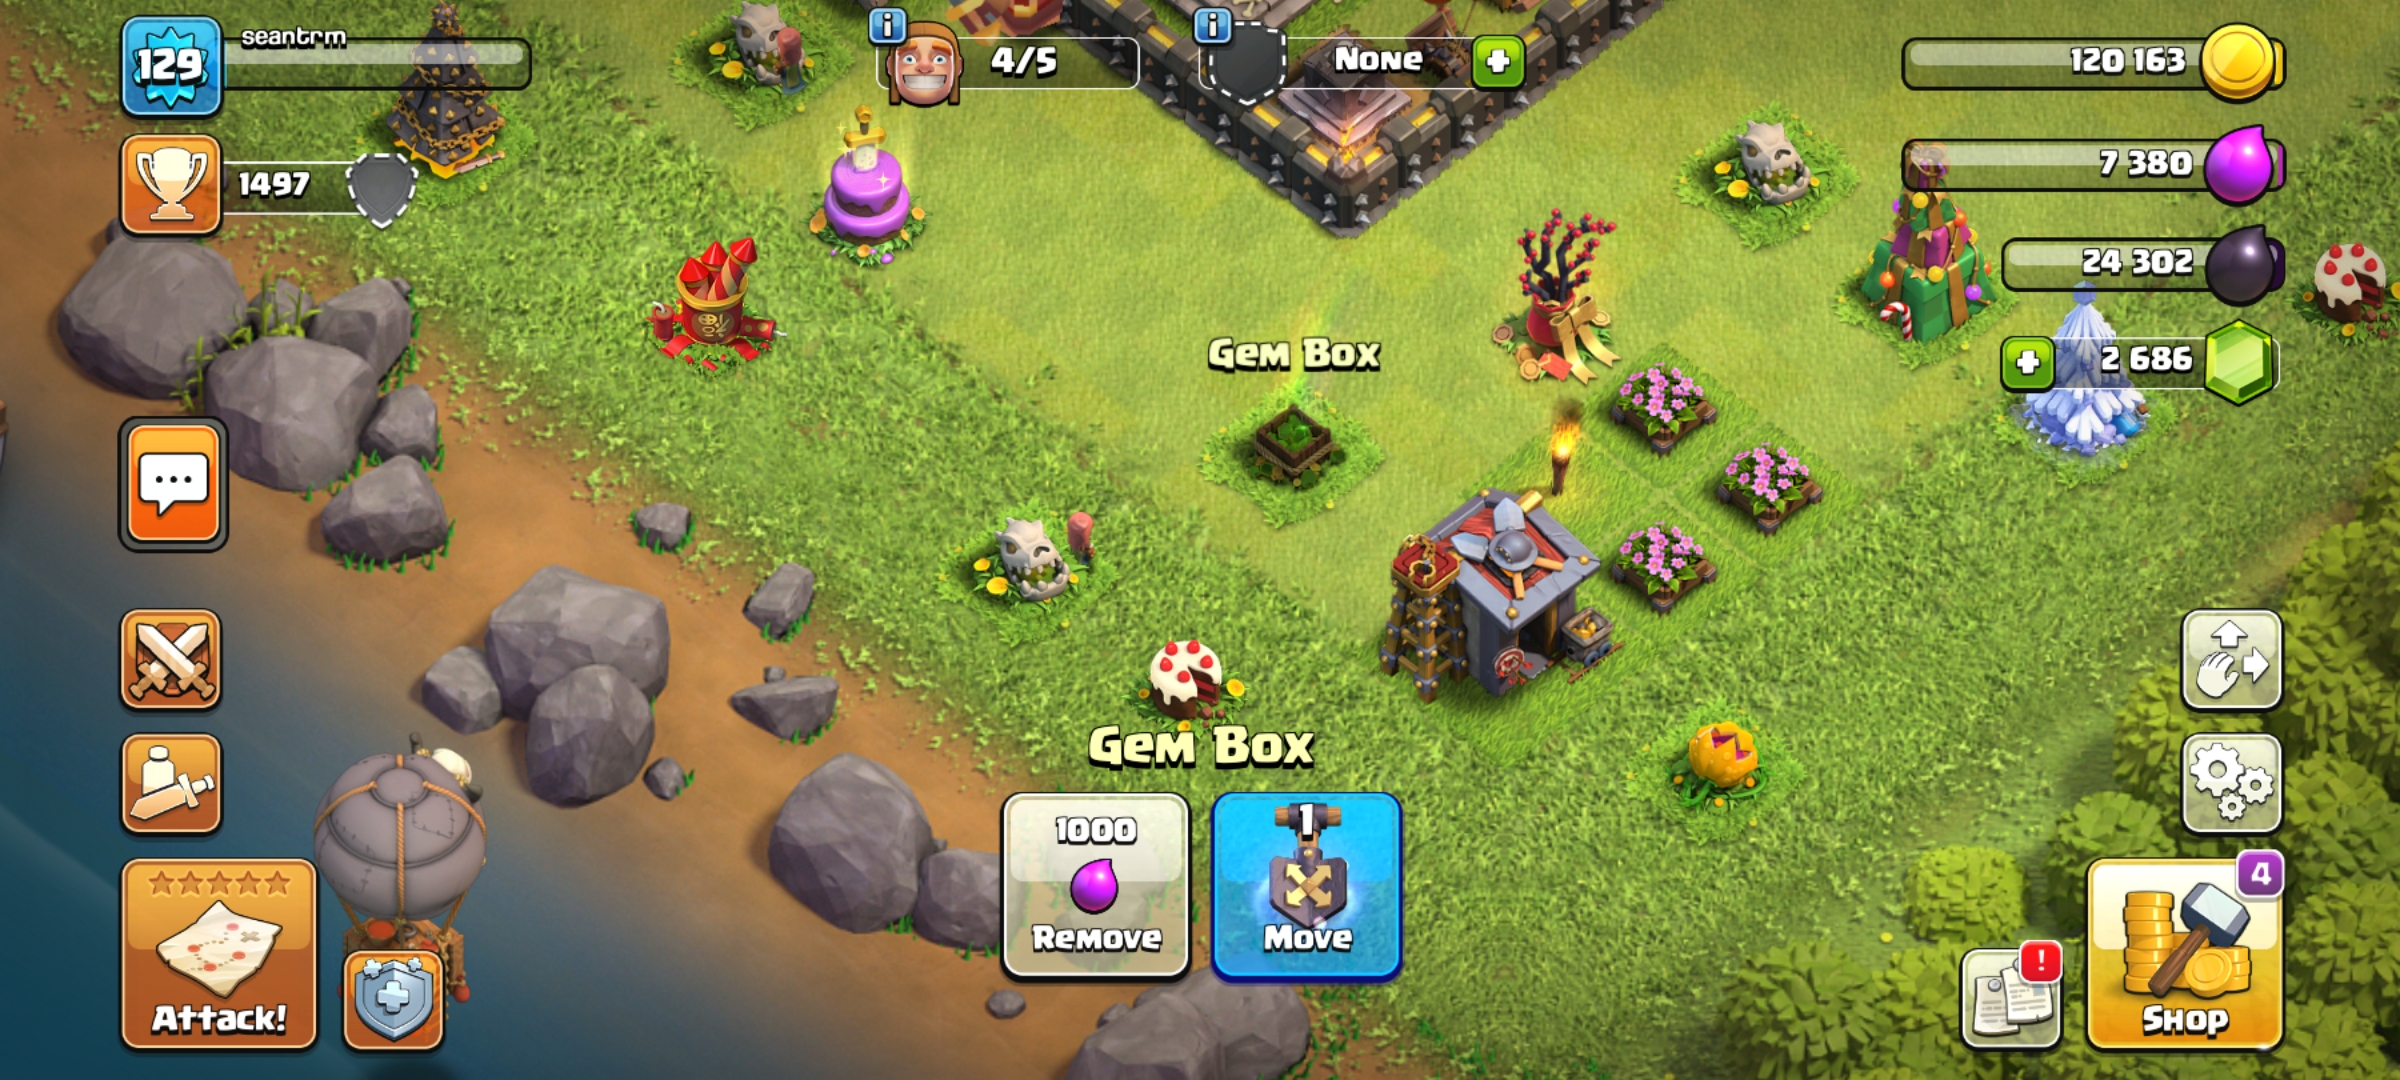 129
seantrm
4/5
None
120 163
1497
7 380
24 302
2 686
Gem Box
Gem Box
1000
Remove
1
Move
Attack!
4
!
Shop